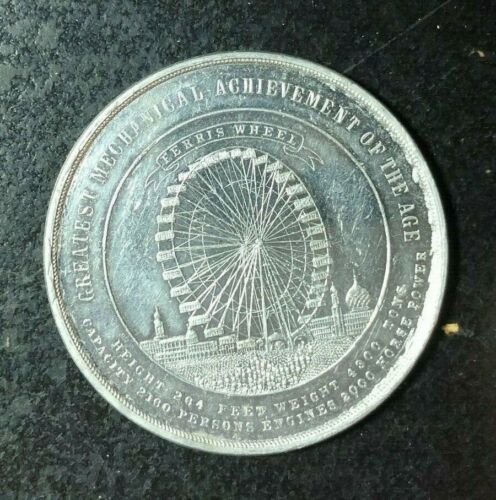 GREATEST MECHANICAL ACHIEVEMENT OF THE AGE
FERRIS WHEEL
HEIGHT 264 FEET WEIGHT 4300 TONS
CAPACITY 2160 PERSONS ENGINES 2000 HORSE POWER